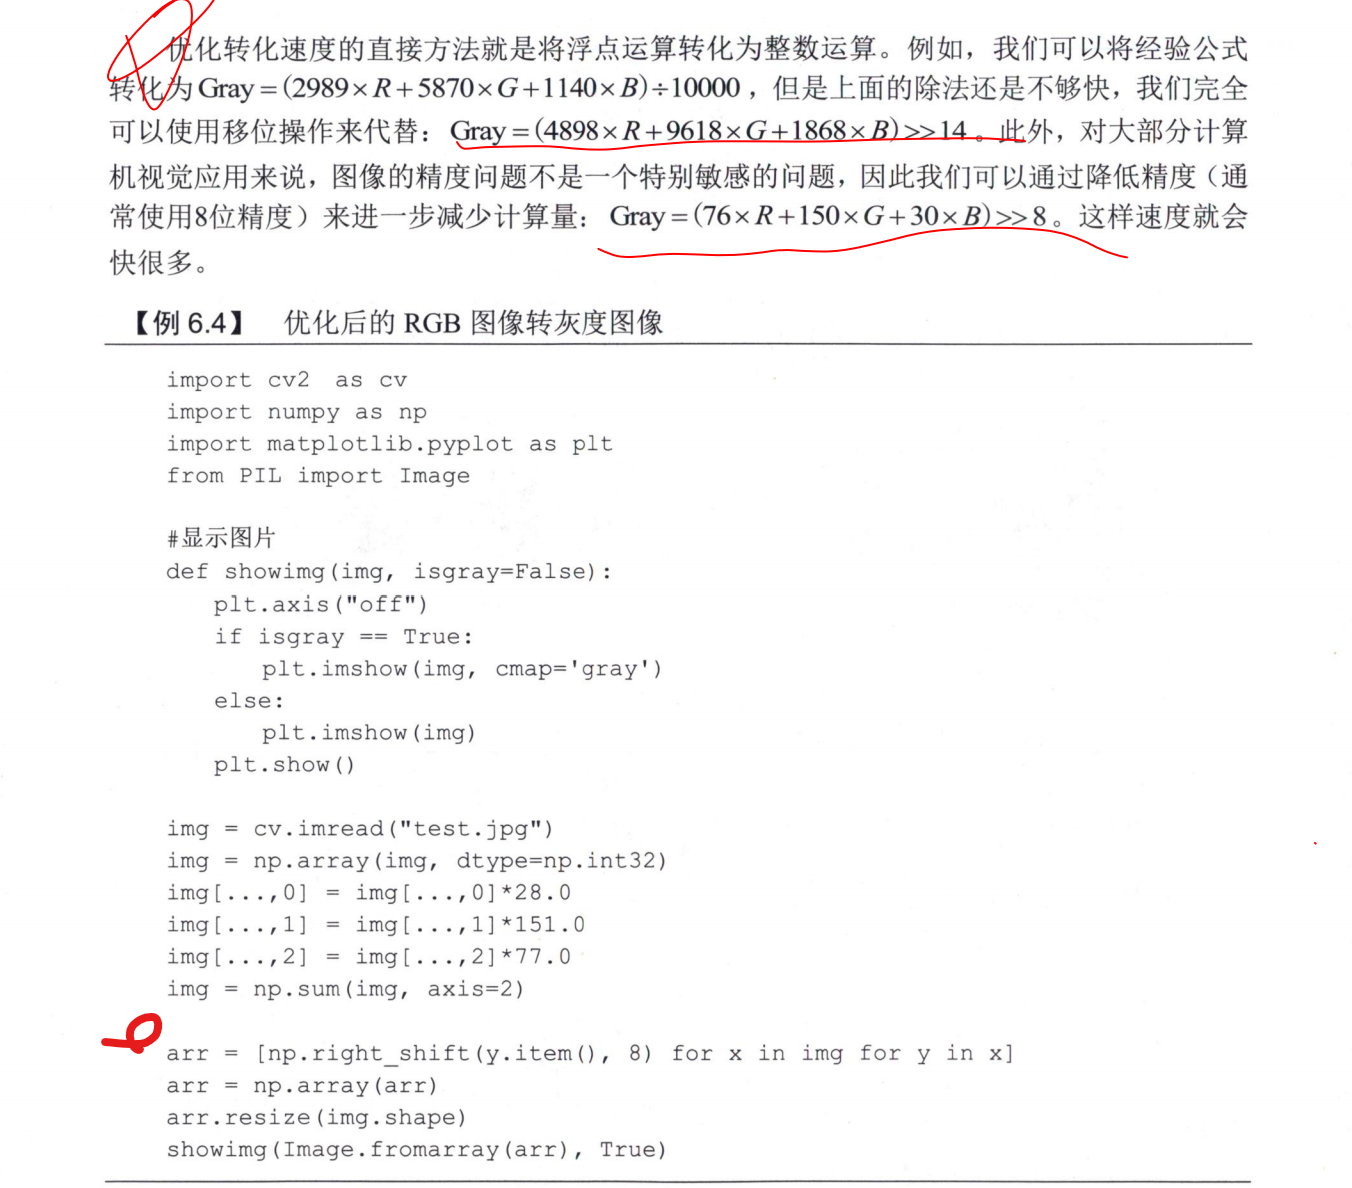 优化转化速度的直接方法就是将浮点运算转化为整数运算。例如，我们可以将经验公式
转化为 Gray = (2989×R+5870×G+1140×B)÷10000，但是上面的除法还是不够快，我们完全
可以使用移位操作来代替：Gray = (4898×R+9618×G+1868×B)>>14。此外，对大部分计算
机视觉应用来说，图像的精度问题不是一个特别敏感的问题，因此我们可以通过降低精度（通
常使用8位精度）来进一步减少计算量：Gray = (76×R+150×G+30×B)>>8。这样速度就会
快很多。
【例 6.4】 优化后的 RGB 图像转灰度图像
import cv2 as cv
import numpy as np
import matplotlib.pyplot as plt
from PIL import Image
#显示图片
def showimg(img, isgray=False):
plt.axis("off")
if isgray == True:
plt.imshow(img, cmap='gray')
else:
plt.imshow(img)
plt.show()
img = cv.imread("test.jpg")
img = np.array(img, dtype=np.int32)
img[...,0] = img[...,0]*28.0
img[...,1] = img[...,1]*151.0
img[...,2] = img[...,2]*77.0
img = np.sum(img, axis=2)
arr = [np.right_shift(y.item(), 8) for x in img for y in x]
arr = np.array(arr)
arr.resize(img.shape)
showimg(Image.fromarray(arr), True)